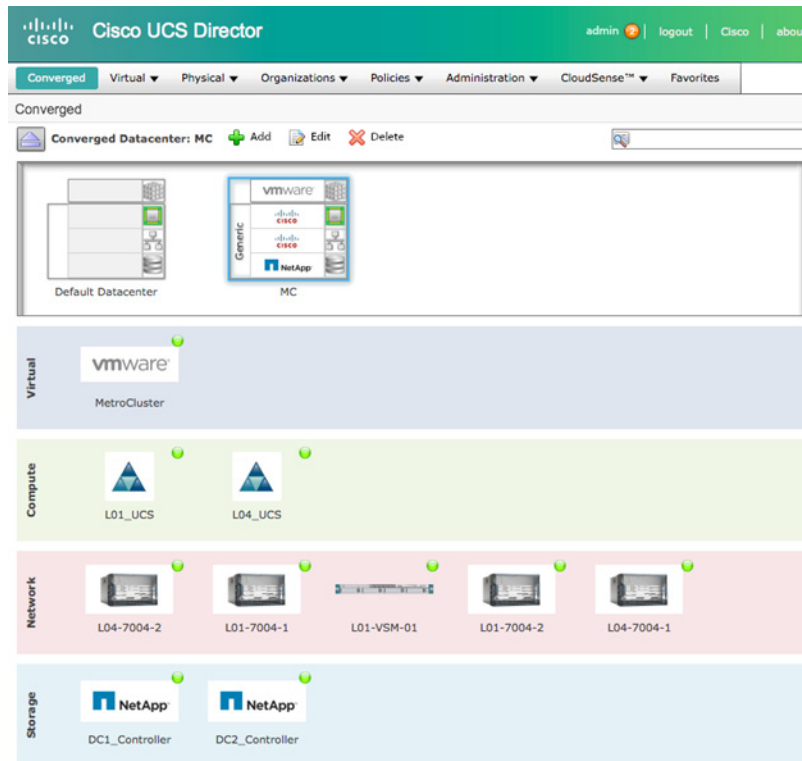 cisco Cisco UCS Director admin 2 | logout | Cisco | abou
Converged Virtual Physical Organizations Policies Administration CloudSense™ Favorites
Converged
Converged Datacenter: MC Add Edit Delete
vmware
Generic
CISCO
CISCO
NetApp
Default Datacenter MC
Virtual
vmware
MetroCluster
Compute
L01_UCS L04_UCS
Network
L04-7004-2 L01-7004-1 L01-VSM-01 L01-7004-2 L04-7004-1
Storage
NetApp NetApp
DC1_Controller DC2_Controller